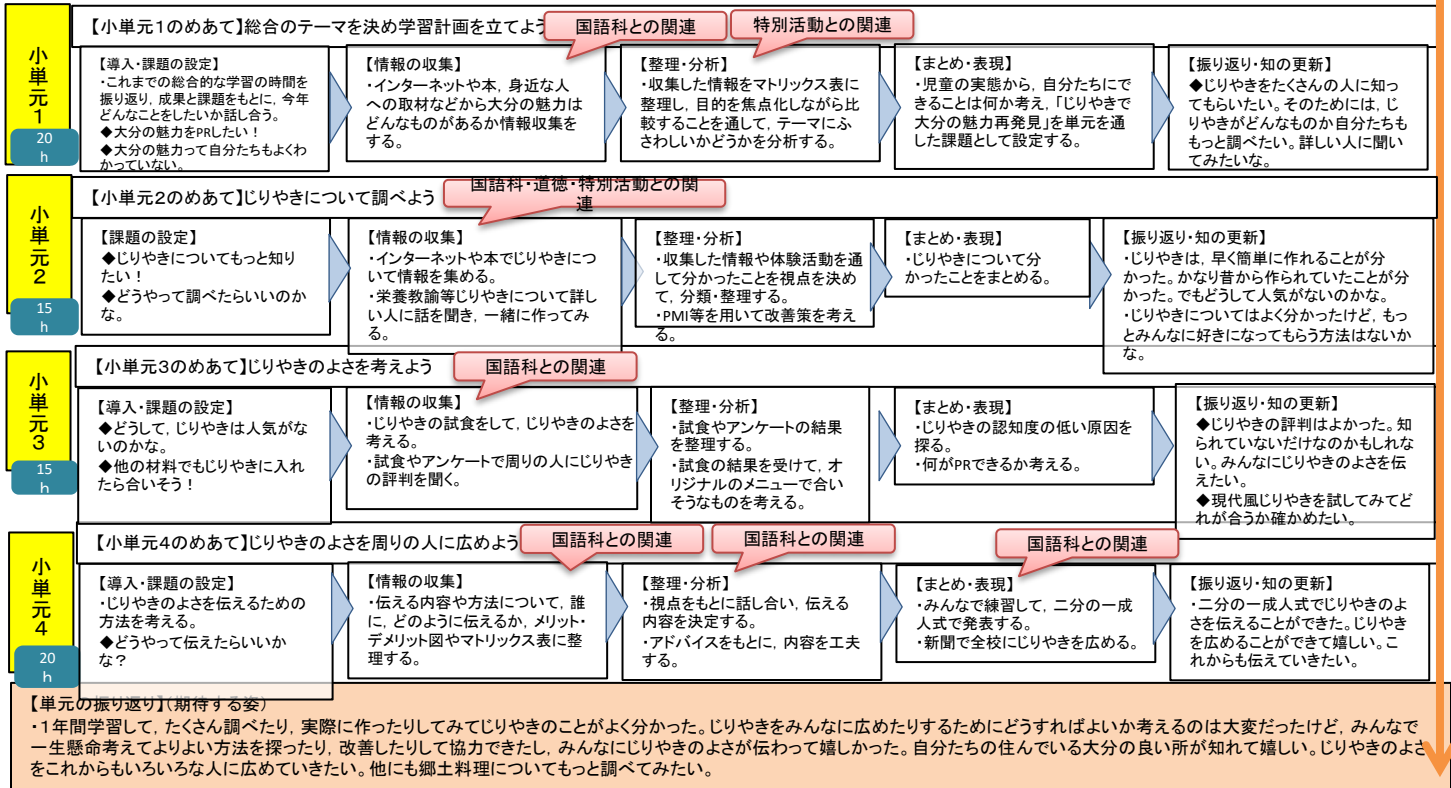 【小単元1のめあて】総合のテーマを決め学習計画を立てよう
国語科との関連
特別活動との関連
小単元1
20
h
【導入・課題の設定】
・これまでの総合的な学習の時間を
振り返り，成果と課題をもとに，今年
どんなことをしたいか話し合う。
◆大分の魅力をPRしたい！
◆大分の魅力って自分たちもよくわ
かっていない。
【情報の収集】
・インターネットや本，身近な人
への取材などから大分の魅力は
どんなものがあるか情報収集を
する。
【整理・分析】
・収集した情報をマトリックス表に
整理し，目的を焦点化しながら比
較することを通して，テーマにふ
さわしいかどうかを分析する。
【まとめ・表現】
・児童の実態から，自分たちにで
きることは何か考え，「じりやきで
大分の魅力再発見」を単元を通
した課題として設定する。
【振り返り・知の更新】
◆じりやきをたくさんの人に知っ
てもらいたい。そのためには，じ
りやきがどんなものか自分たちも
もっと調べたい。詳しい人に聞い
てみたいな。
【小単元2のめあて】じりやきについて調べよう
国語科・道徳・特別活動との関
連
小単元2
15
h
【課題の設定】
◆じりやきについてもっと知り
たい！
◆どうやって調べたらいいのか
な。
【情報の収集】
・インターネットや本でじりやきにつ
いて情報を集める。
・栄養教諭等じりやきについて詳し
い人に話を聞き，一緒に作ってみ
る。
【整理・分析】
・収集した情報や体験活動を通
して分かったことを視点を決め
て，分類・整理する。
・PMI等を用いて改善策を考え
る。
【まとめ・表現】
・じりやきについて分
かったことをまとめる。
【振り返り・知の更新】
・じりやきは，早く簡単に作れることが分
かった。かなり昔から作られていたことが分
かった。でもどうして人気がないのかな。
・じりやきについてはよく分かったけど，もっ
とみんなに好きになってもらう方法はないか
な。
【小単元3のめあて】じりやきのよさを考えよう
国語科との関連
小単元3
15
h
【導入・課題の設定】
◆どうして，じりやきは人気がな
いのかな。
◆他の材料でもじりやきに入れ
たら合いそう！
【情報の収集】
・じりやきの試食をして，じりやきのよさを
考える。
・試食やアンケートで周りの人にじりやき
の評判を聞く。
【整理・分析】
・試食やアンケートの結果
を整理する。
・試食の結果を受けて，オ
リジナルのメニューで合い
そうなものを考える。
【まとめ・表現】
・じりやきの認知度の低い原因を
探る。
・何がPRできるか考える。
【振り返り・知の更新】
◆じりやきの評判はよかった。知
られていないだけなのかもしれな
い。みんなにじりやきのよさを伝
えたい。
◆現代風じりやきを試してみてど
れが合うか確かめたい。
【小単元4のめあて】じりやきのよさを周りの人に広めよう
国語科との関連
国語科との関連
国語科との関連
小単元4
20
h
【導入・課題の設定】
・じりやきのよさを伝えるための
方法を考える。
◆どうやって伝えたらいいか
な？
【情報の収集】
・伝える内容や方法について，誰
に，どのように伝えるか，メリット・
デメリット図やマトリックス表に整
理する。
【整理・分析】
・視点をもとに話し合い，伝える
内容を決定する。
・アドバイスをもとに，内容を工夫
する。
【まとめ・表現】
・みんなで練習して，二分の一成
人式で発表する。
・新聞で全校にじりやきを広める。
【振り返り・知の更新】
・二分の一成人式でじりやきのよ
さを伝えることができた。じりやき
を広めることができて嬉しい。こ
れからも伝えていきたい。
【単元の振り返り】（期待する姿）
・1年間学習して，たくさん調べたり，実際に作ったりしてみてじりやきのことがよく分かった。じりやきをみんなに広めたりするためにどうすればよいか考えるのは大変だったけど，みんなで
一生懸命考えてよりよい方法を探ったり，改善したりして協力できたし，みんなにじりやきのよさが伝わって嬉しかった。自分たちの住んでいる大分の良い所が知れて嬉しい。じりやきのよさ
をこれからもいろいろな人に広めていきたい。他にも郷土料理についてもっと調べてみたい。